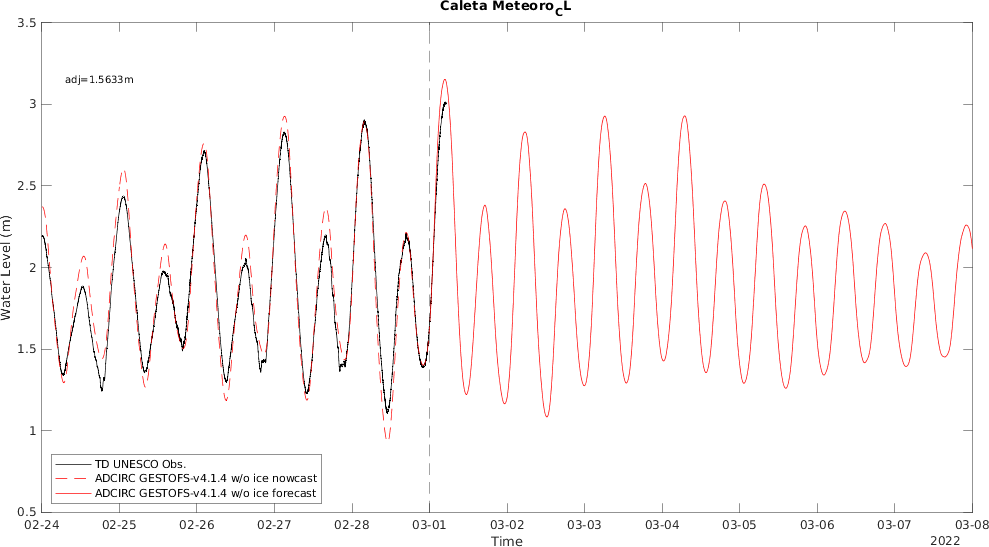 Caleta Meteoro_CL
3.5
adj=1.5633m
3
2.5
2
1.5
1
0.5
Water Level (m)
TD UNESCO Obs.
ADCIRC GESTOFS-v4.1.4 w/o ice nowcast
ADCIRC GESTOFS-v4.1.4 w/o ice forecast
02-24 02-25 02-26 02-27 02-28 03-01 03-02 03-03 03-04 03-05 03-06 03-07 03-08
Time
2022